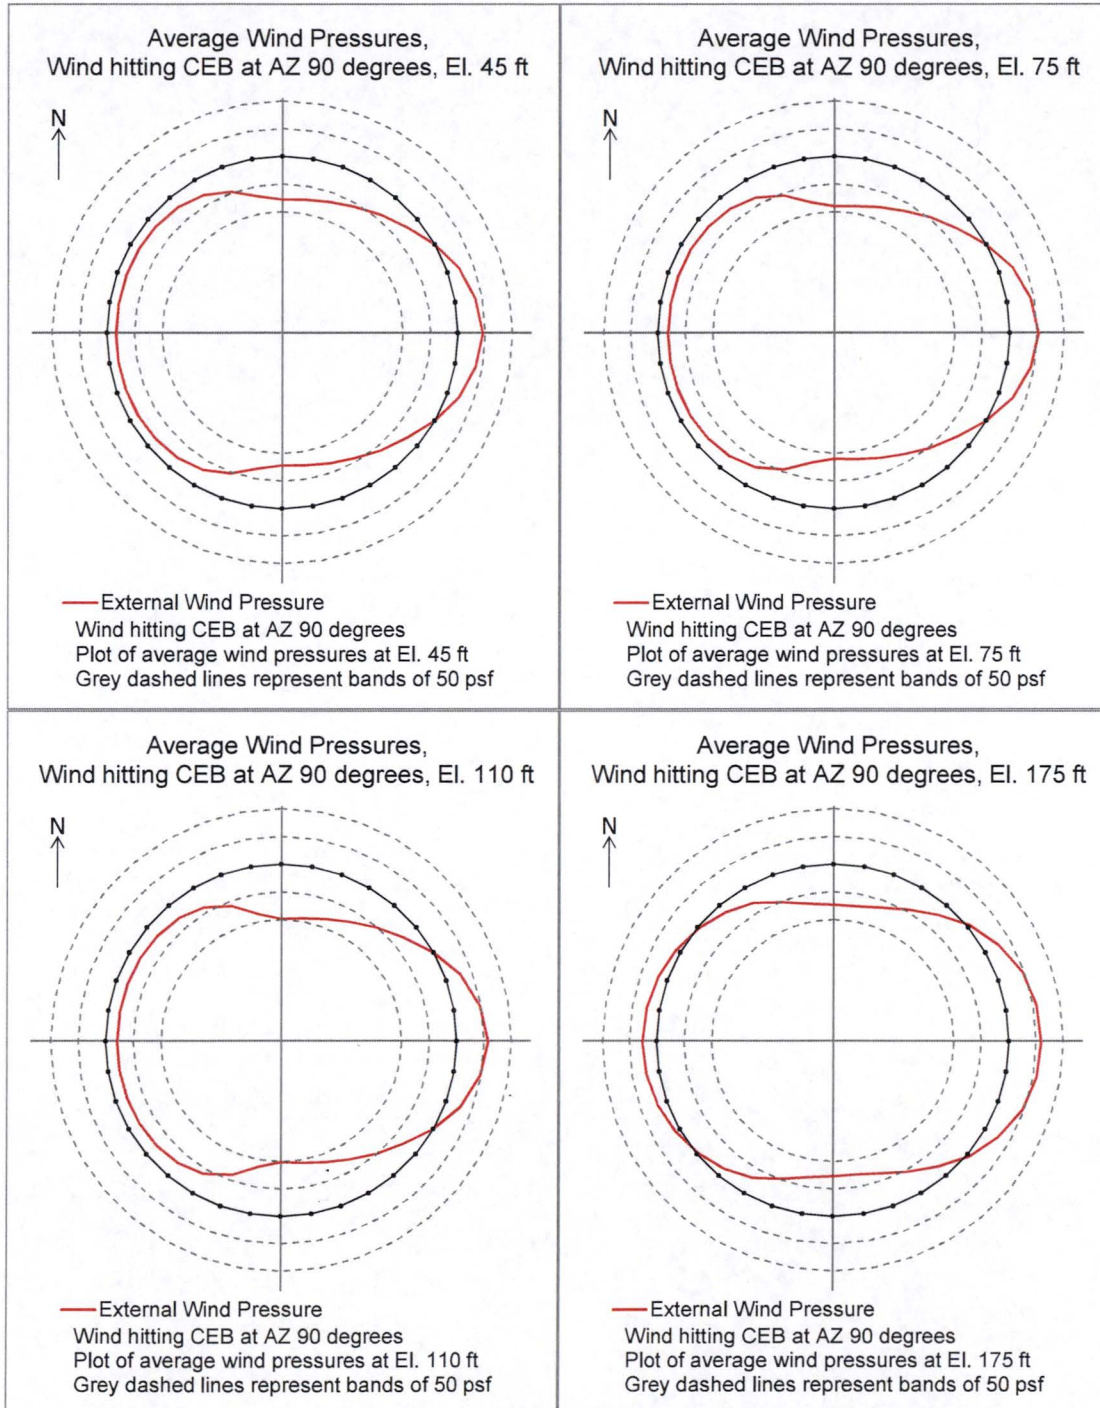 Average Wind Pressures,
Wind hitting CEB at AZ 90 degrees, El. 45 ft
N
External Wind Pressure
Wind hitting CEB at AZ 90 degrees
Plot of average wind pressures at El. 45 ft
Grey dashed lines represent bands of 50 psf
Average Wind Pressures,
Wind hitting CEB at AZ 90 degrees, El. 75 ft
N
External Wind Pressure
Wind hitting CEB at AZ 90 degrees
Plot of average wind pressures at El. 75 ft
Grey dashed lines represent bands of 50 psf
Average Wind Pressures,
Wind hitting CEB at AZ 90 degrees, El. 110 ft
N
External Wind Pressure
Wind hitting CEB at AZ 90 degrees
Plot of average wind pressures at El. 110 ft
Grey dashed lines represent bands of 50 psf
Average Wind Pressures,
Wind hitting CEB at AZ 90 degrees, El. 175 ft
N
External Wind Pressure
Wind hitting CEB at AZ 90 degrees
Plot of average wind pressures at El. 175 ft
Grey dashed lines represent bands of 50 psf